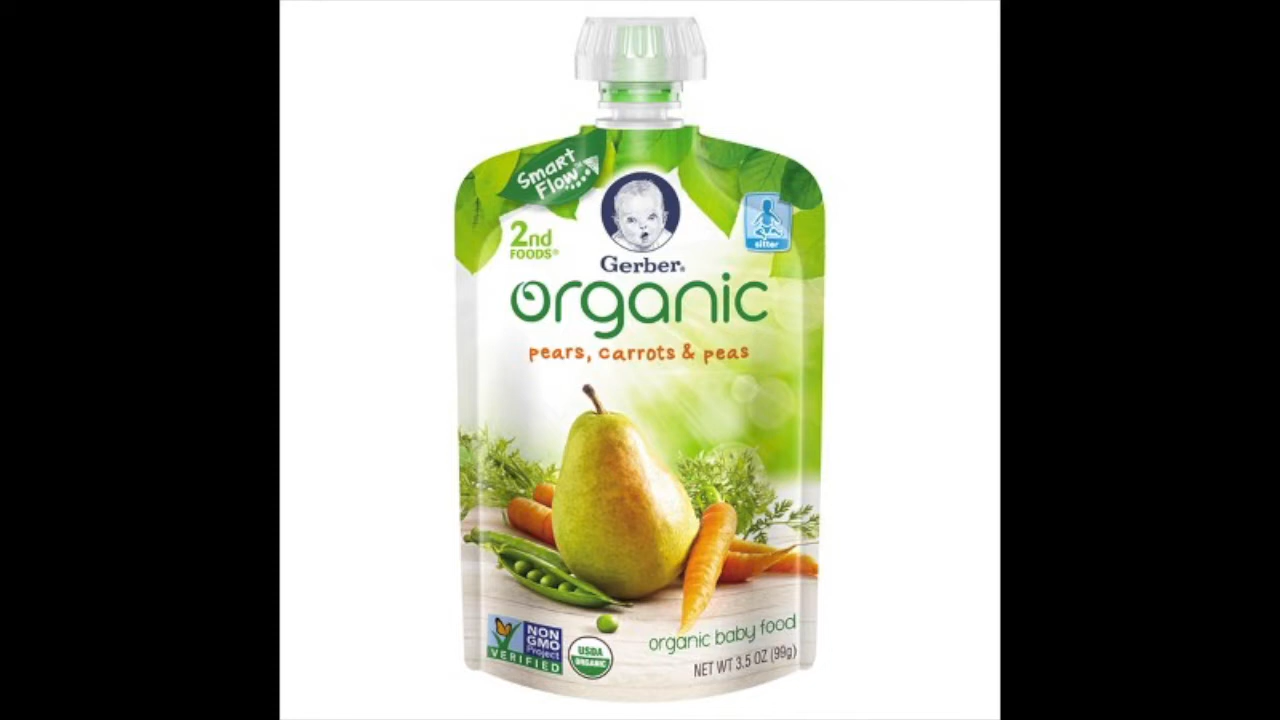 Smart
Flow™
2nd
FOODS®
sitter
Gerber®
organic
pears, carrots & peas
NON
GMO
Project
VERIFIED
USDA
ORGANIC
organic baby food
NET WT 3.5 OZ (99g)